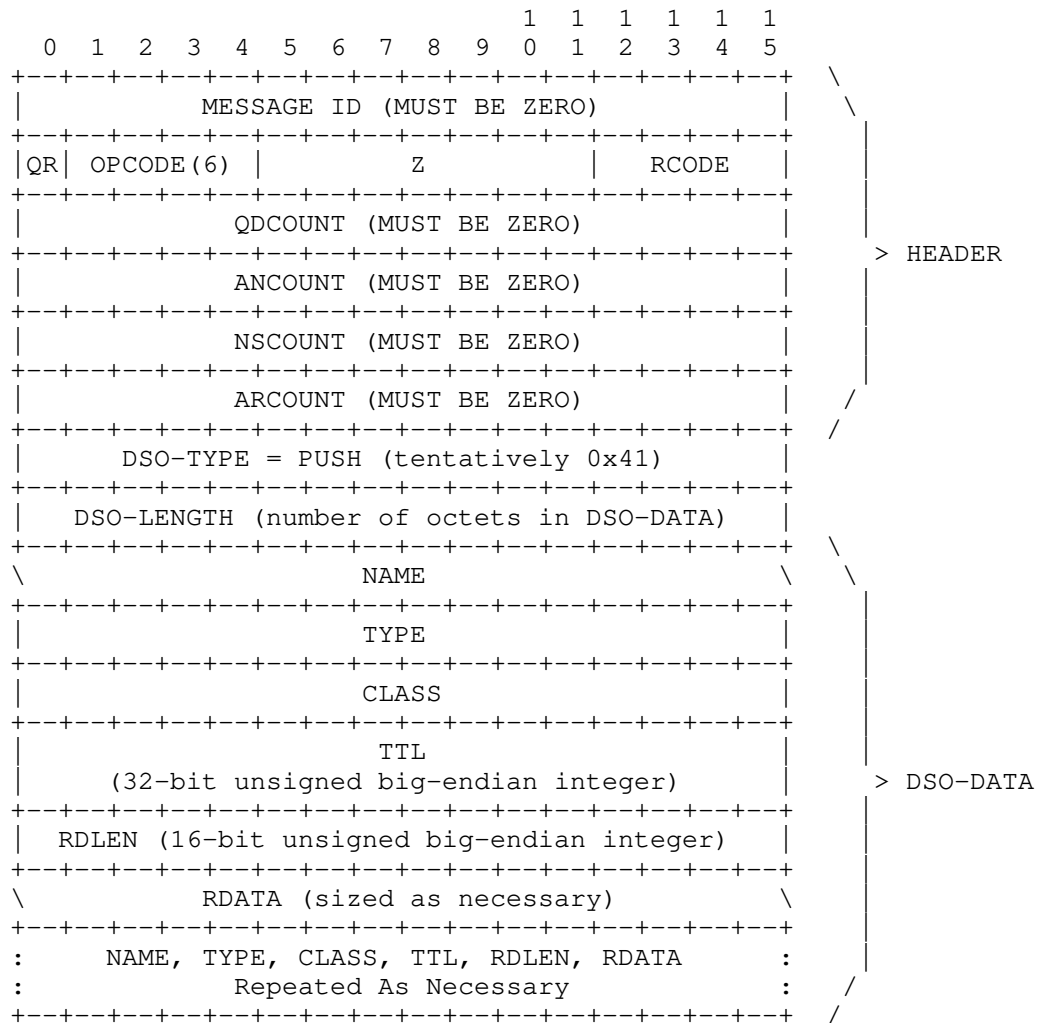 1  1  1  1  1  1
   0  1  2  3  4  5  6  7  8  9  0  1  2  3  4  5
 +--+--+--+--+--+--+--+--+--+--+--+--+--+--+--+--+  \
 |           MESSAGE ID (MUST BE ZERO)           |   \
 +--+--+--+--+--+--+--+--+--+--+--+--+--+--+--+--+    |
 |QR| OPCODE(6) |         Z          |   RCODE   |    |
 +--+--+--+--+--+--+--+--+--+--+--+--+--+--+--+--+    |
 |             QDCOUNT (MUST BE ZERO)            |    |
 +--+--+--+--+--+--+--+--+--+--+--+--+--+--+--+--+     > HEADER
 |             ANCOUNT (MUST BE ZERO)            |    |
 +--+--+--+--+--+--+--+--+--+--+--+--+--+--+--+--+    |
 |             NSCOUNT (MUST BE ZERO)            |    |
 +--+--+--+--+--+--+--+--+--+--+--+--+--+--+--+--+    |
 |             ARCOUNT (MUST BE ZERO)            |   /
 +--+--+--+--+--+--+--+--+--+--+--+--+--+--+--+--+  /
 |      DSO-TYPE = PUSH (tentatively 0x41)       |
 +--+--+--+--+--+--+--+--+--+--+--+--+--+--+--+--+
 |   DSO-LENGTH (number of octets in DSO-DATA)   |
 +--+--+--+--+--+--+--+--+--+--+--+--+--+--+--+--+  \
 \                     NAME                      \   \
 +--+--+--+--+--+--+--+--+--+--+--+--+--+--+--+--+    |
 |                     TYPE                      |    |
 +--+--+--+--+--+--+--+--+--+--+--+--+--+--+--+--+    |
 |                     CLASS                     |    |
 +--+--+--+--+--+--+--+--+--+--+--+--+--+--+--+--+    |
 |                      TTL                      |    |
 |     (32-bit unsigned big-endian integer)      |     > DSO-DATA
 +--+--+--+--+--+--+--+--+--+--+--+--+--+--+--+--+    |
 |  RDLEN (16-bit unsigned big-endian integer)   |    |
 +--+--+--+--+--+--+--+--+--+--+--+--+--+--+--+--+    |
 \           RDATA (sized as necessary)          \    |
 +--+--+--+--+--+--+--+--+--+--+--+--+--+--+--+--+    |
 :     NAME, TYPE, CLASS, TTL, RDLEN, RDATA      :    |
 :             Repeated As Necessary             :   /
 +--+--+--+--+--+--+--+--+--+--+--+--+--+--+--+--+  /